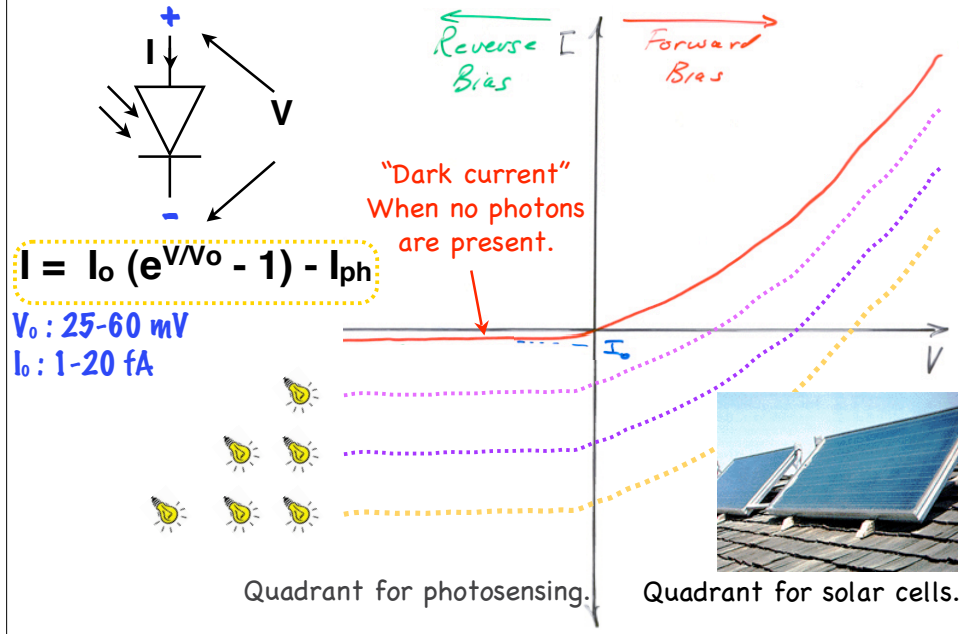 +
I
V
-
I = Io (e^V/Vo - 1) - Iph
Vo : 25-60 mV
Io : 1-20 fA
Reverse
Bias
I
Forward
Bias
"Dark current"
When no photons
are present.
Io
V
Quadrant for photosensing.
Quadrant for solar cells.